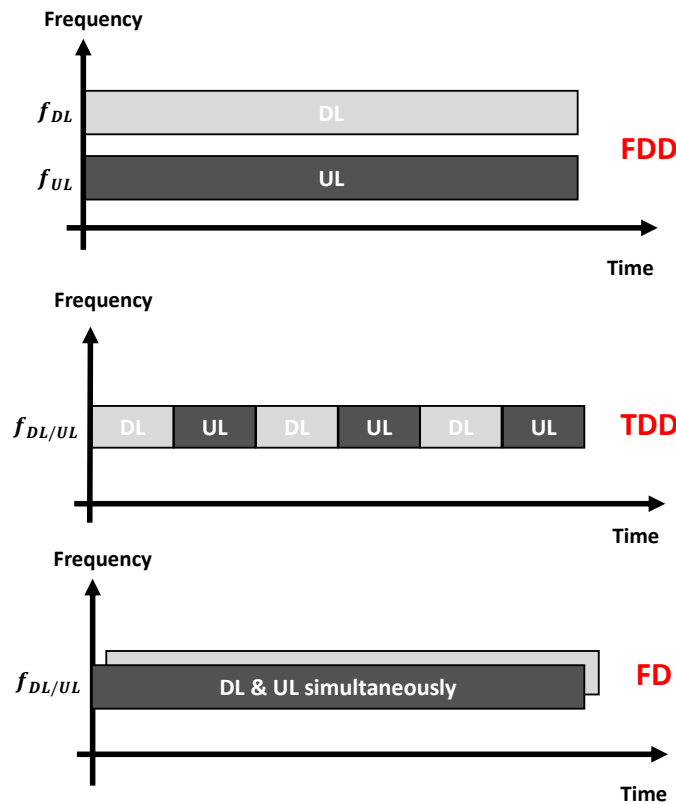 Frequency
f_DL
DL
FDD
f_UL
UL
Time
Frequency
f_DL/UL
DL UL DL UL DL UL
TDD
Time
Frequency
f_DL/UL
DL & UL simultaneously
FD
Time